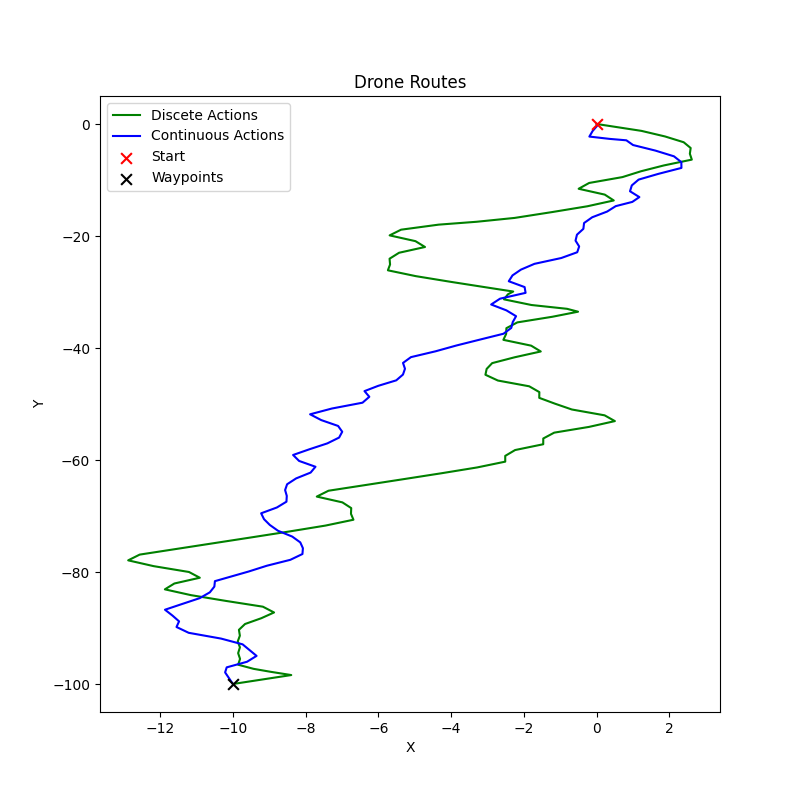 Drone Routes
Discete Actions
Continuous Actions
Start
Waypoints
0
−20
−40
−60
−80
−100
Y
−12 −10 −8 −6 −4 −2 0 2
X